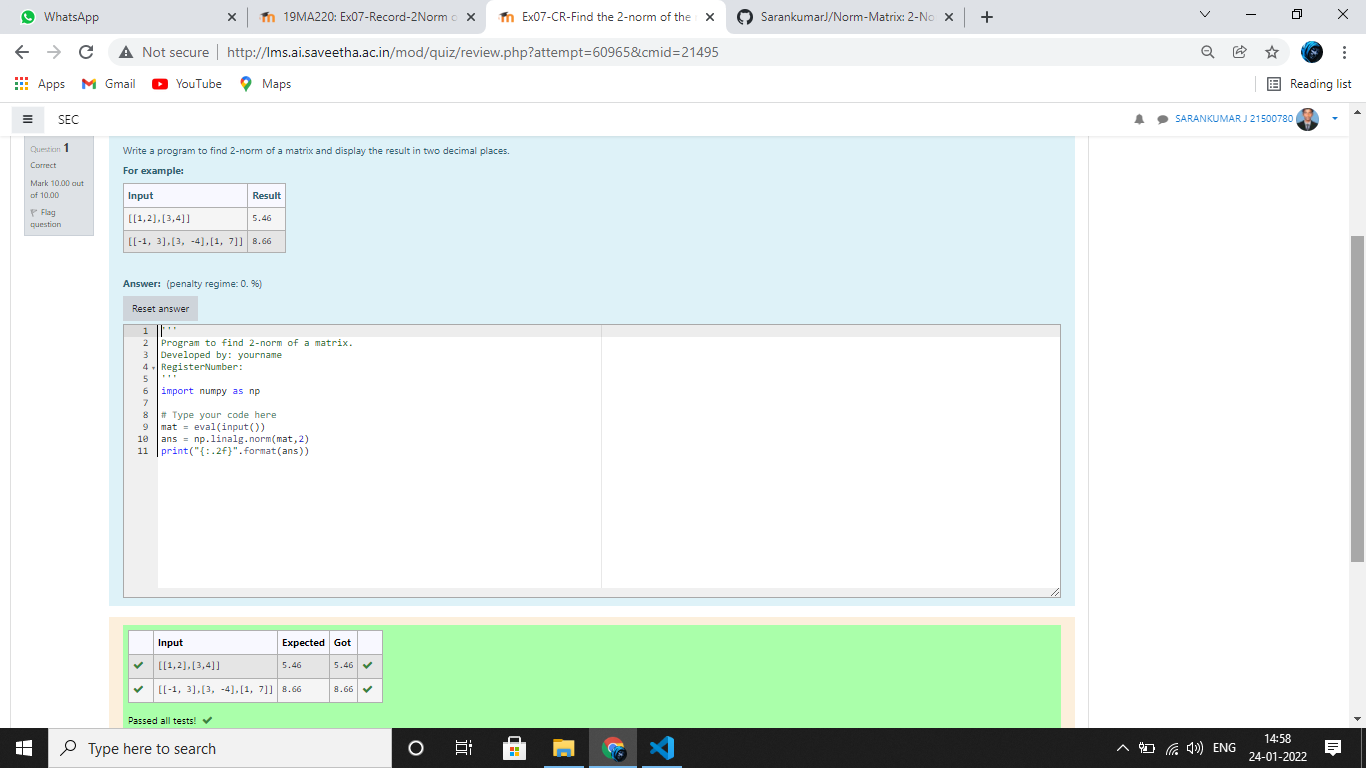 WhatsApp
19MA220: Ex07-Record-2Norm o
Ex07-CR-Find the 2-norm of the
SarankumarJ/Norm-Matrix: 2-No
Not secure
http://lms.ai.saveetha.ac.in/mod/quiz/review.php?attempt=60965&cmid=21495
Apps
Gmail
YouTube
Maps
Reading list
SEC
SARANKUMAR J 21500780
Question 1
Correct
Mark 10.00 out
of 10.00
Flag
question
Write a program to find 2-norm of a matrix and display the result in two decimal places.
For example:
Input Result
[[1,2],[3,4]] 5.46
[[-1, 3],[3, -4],[1, 7]] 8.66
Answer: (penalty regime: 0. %)
Reset answer
1 '''
2 Program to find 2-norm of a matrix.
3 Developed by: yourname
4 RegisterNumber:
5 '''
6 import numpy as np
7
8 # Type your code here
9 mat = eval(input())
10 ans = np.linalg.norm(mat,2)
11 print("{:.2f}".format(ans))
Input Expected Got
[[1,2],[3,4]] 5.46 5.46
[[-1, 3],[3, -4],[1, 7]] 8.66 8.66
Passed all tests!
Type here to search
ENG
14:58
24-01-2022